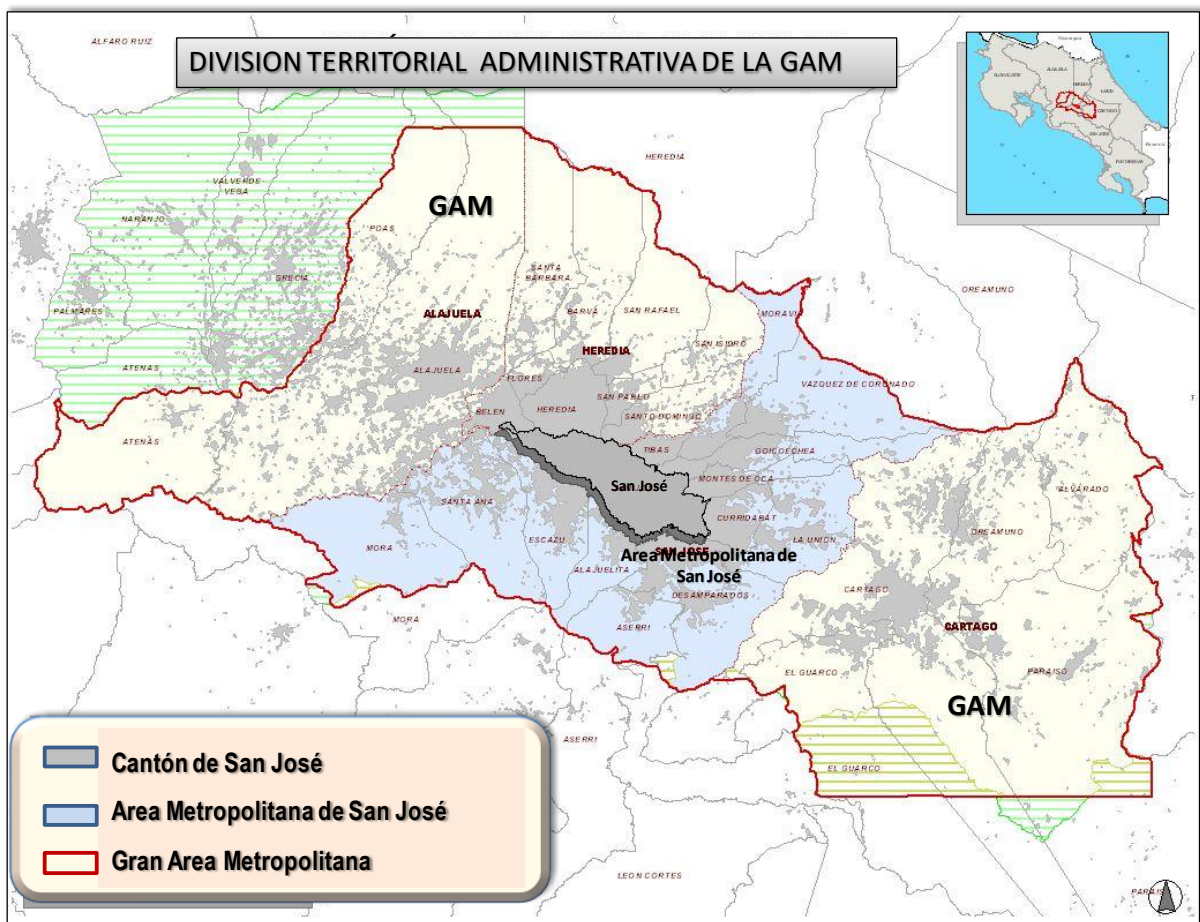 DIVISION TERRITORIAL ADMINISTRATIVA DE LA GAM
ALFARO RUIZ
HEREDIA
VALVERDE
VEGA
NARANJO
GRECIA
PALMARES
ATENAS
ATENAS
GAM
POAS
SANTA
BARBARA
BARVA
SAN RAFAEL
SAN ISIDRO
ALAJUELA
HEREDIA
ALAJUELA
FLORES
SAN PABLO
BELEN
HEREDIA
SANTO DOMINGO
OREAMUNO
VAZQUEZ DE CORONADO
TIBAS
GOICOECHEA
San José
MONTES DE OCA
SANTA ANA
CURRIDABAT
ESCAZU
LA UNION
MORA
SAN JOSE
Area Metropolitana de
San José
ALAJUELITA
DESAMPARADOS
ASERRI
MORA
ALVARADO
OREAMUNO
CARTAGO
CARTAGO
EL GUARCO
PARAISO
GAM
EL GUARCO
ASERRI
LEON CORTES
Cantón de San José
Area Metropolitana de San José
Gran Area Metropolitana